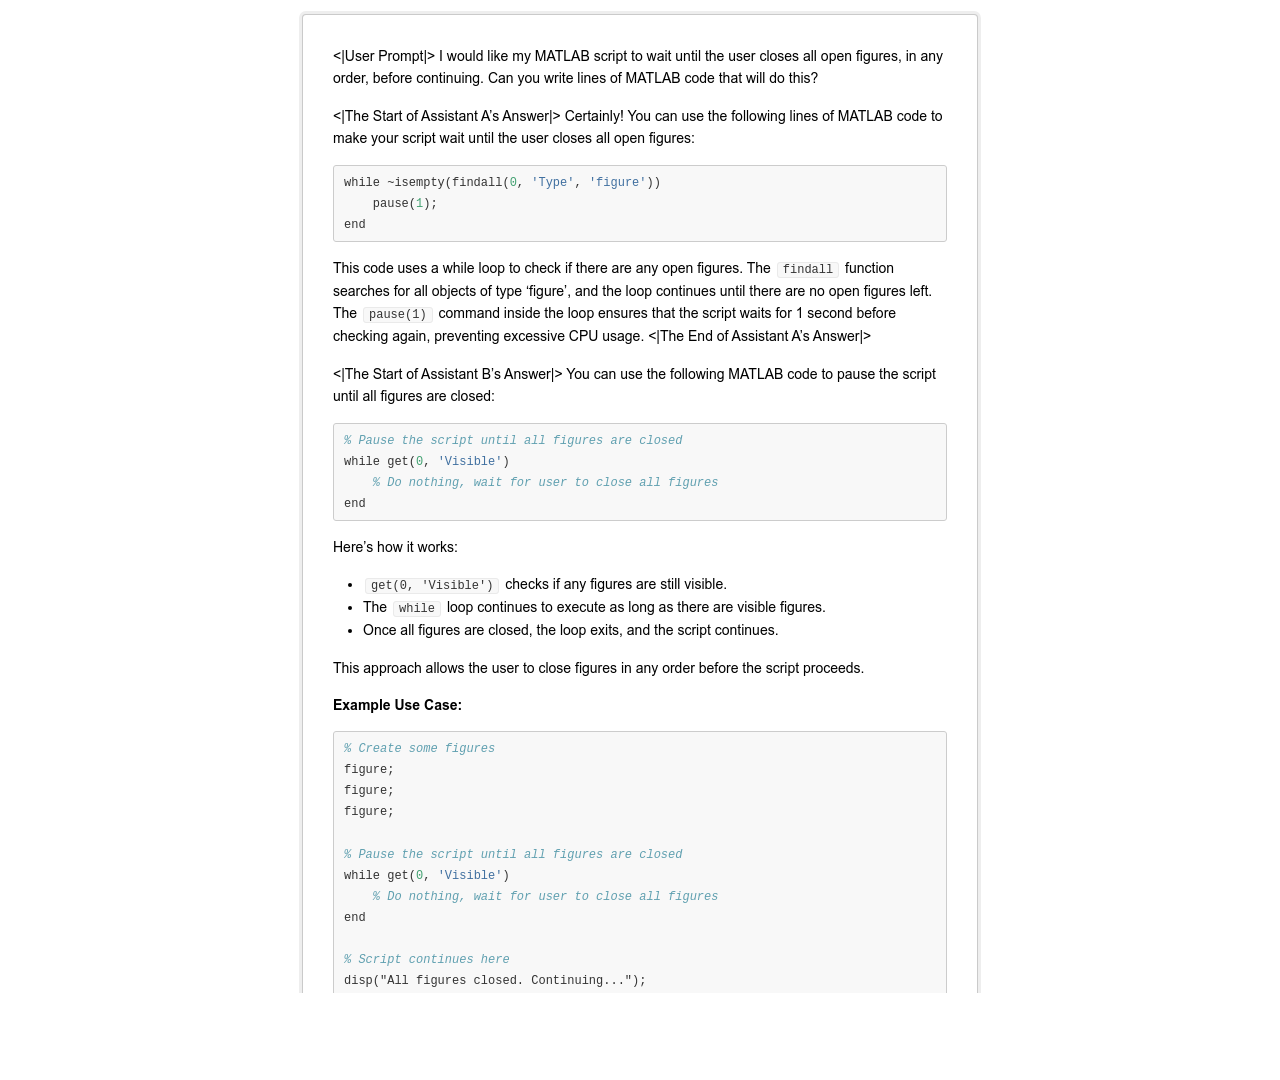 <|User Prompt|> I would like my MATLAB script to wait until the user closes all open figures, in any
order, before continuing. Can you write lines of MATLAB code that will do this?
<|The Start of Assistant A’s Answer|> Certainly! You can use the following lines of MATLAB code to
make your script wait until the user closes all open figures:
while ~isempty(findall(0, 'Type', 'figure'))
    pause(1);
end
This code uses a while loop to check if there are any open figures. The findall function
searches for all objects of type ‘figure’, and the loop continues until there are no open figures left.
The pause(1) command inside the loop ensures that the script waits for 1 second before
checking again, preventing excessive CPU usage. <|The End of Assistant A’s Answer|>
<|The Start of Assistant B’s Answer|> You can use the following MATLAB code to pause the script
until all figures are closed:
% Pause the script until all figures are closed
while get(0, 'Visible')
    % Do nothing, wait for user to close all figures
end
Here’s how it works:
• get(0, 'Visible') checks if any figures are still visible.
• The while loop continues to execute as long as there are visible figures.
• Once all figures are closed, the loop exits, and the script continues.
This approach allows the user to close figures in any order before the script proceeds.
Example Use Case:
% Create some figures
figure;
figure;
figure;
% Pause the script until all figures are closed
while get(0, 'Visible')
    % Do nothing, wait for user to close all figures
end
% Script continues here
disp("All figures closed. Continuing...");